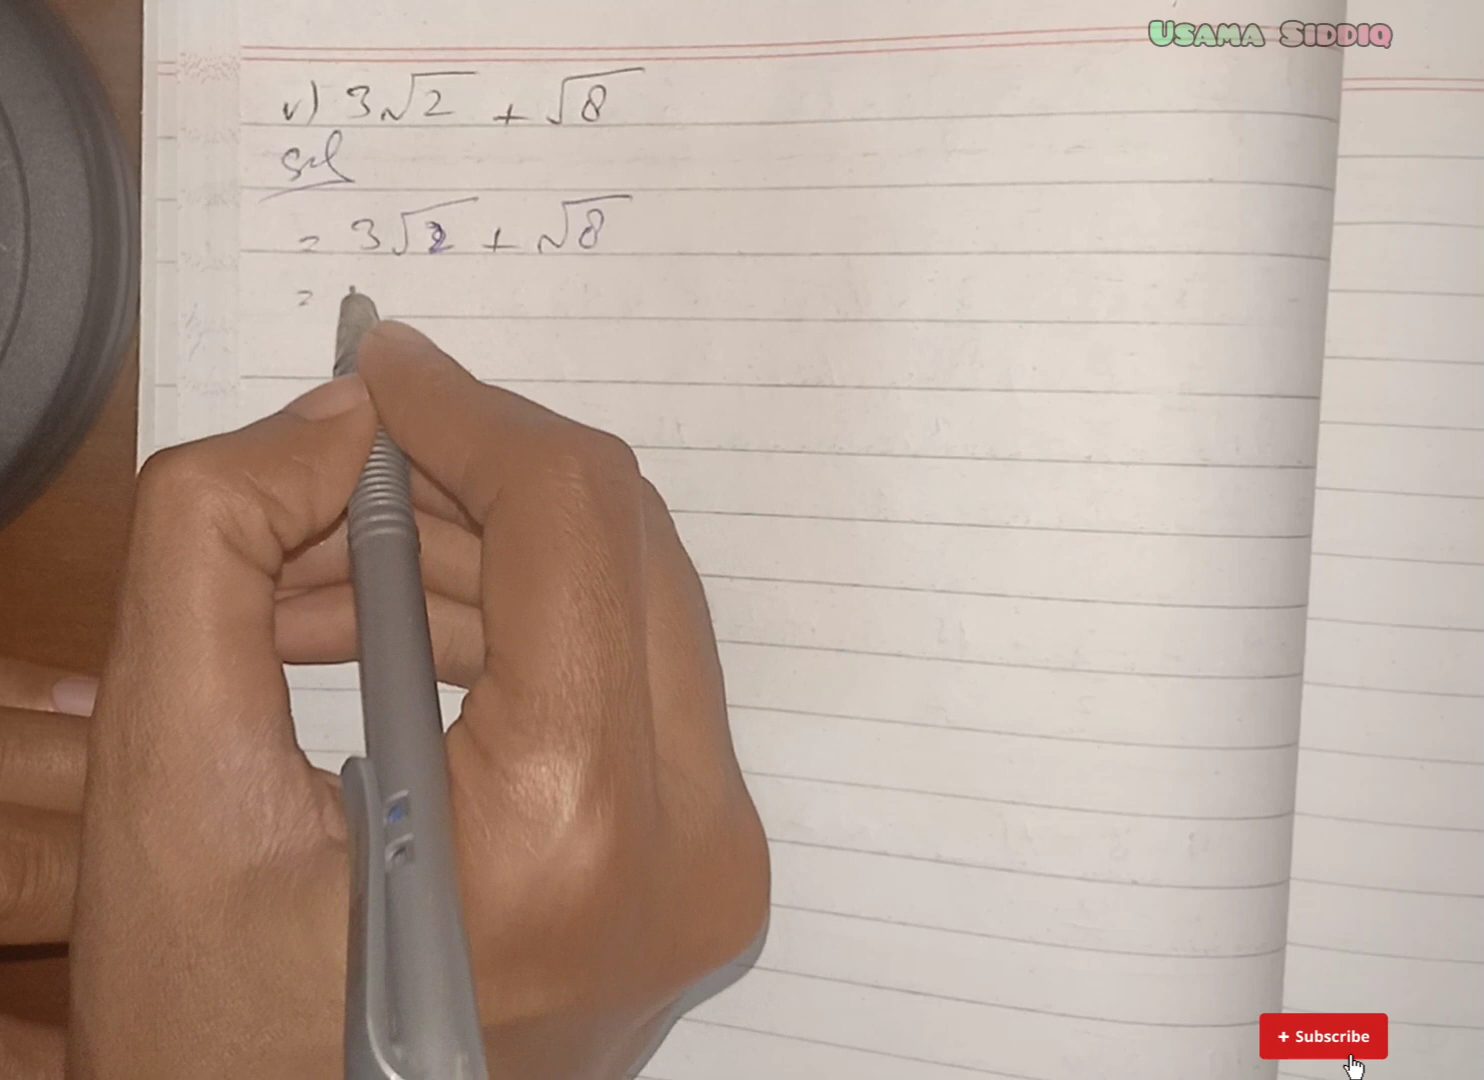 USAMA SIDDIQ
v) 3√2 + √8
Sol
= 3√2 + √8
=
+ Subscribe